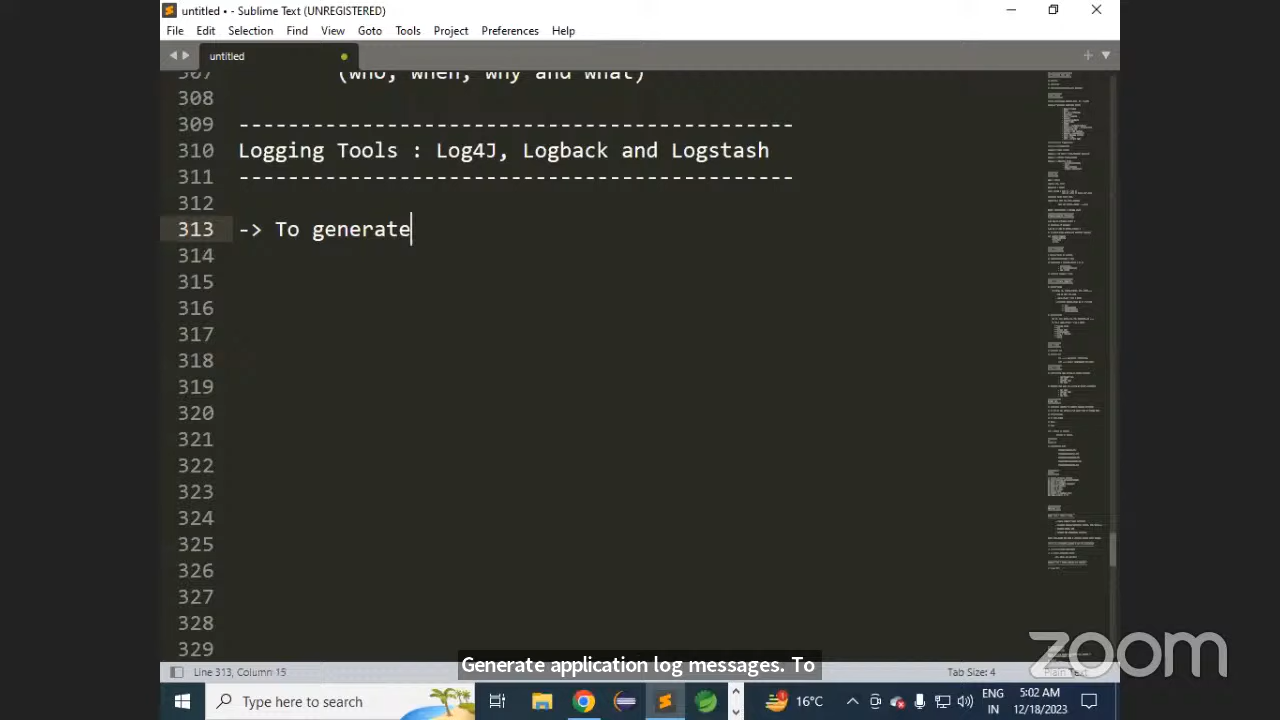 untitled • - Sublime Text (UNREGISTERED)
File Edit Selection Find View Goto Tools Project Preferences Help
untitled
307 (who, when, why and what)
308
309 ---------------------------------------------
310 Logging Tools : Log4J, Logback and Logstash
311 ---------------------------------------------
312
313 -> To generate
314
315
316
317
318
319
320
321
322
323
324
325
326
327
328
329
zoom
Generate application log messages. To
Line 313, Column 15
Tab Size: 4
Plain Text
Type here to search
1
16°C
ENG
IN
5:02 AM
12/18/2023